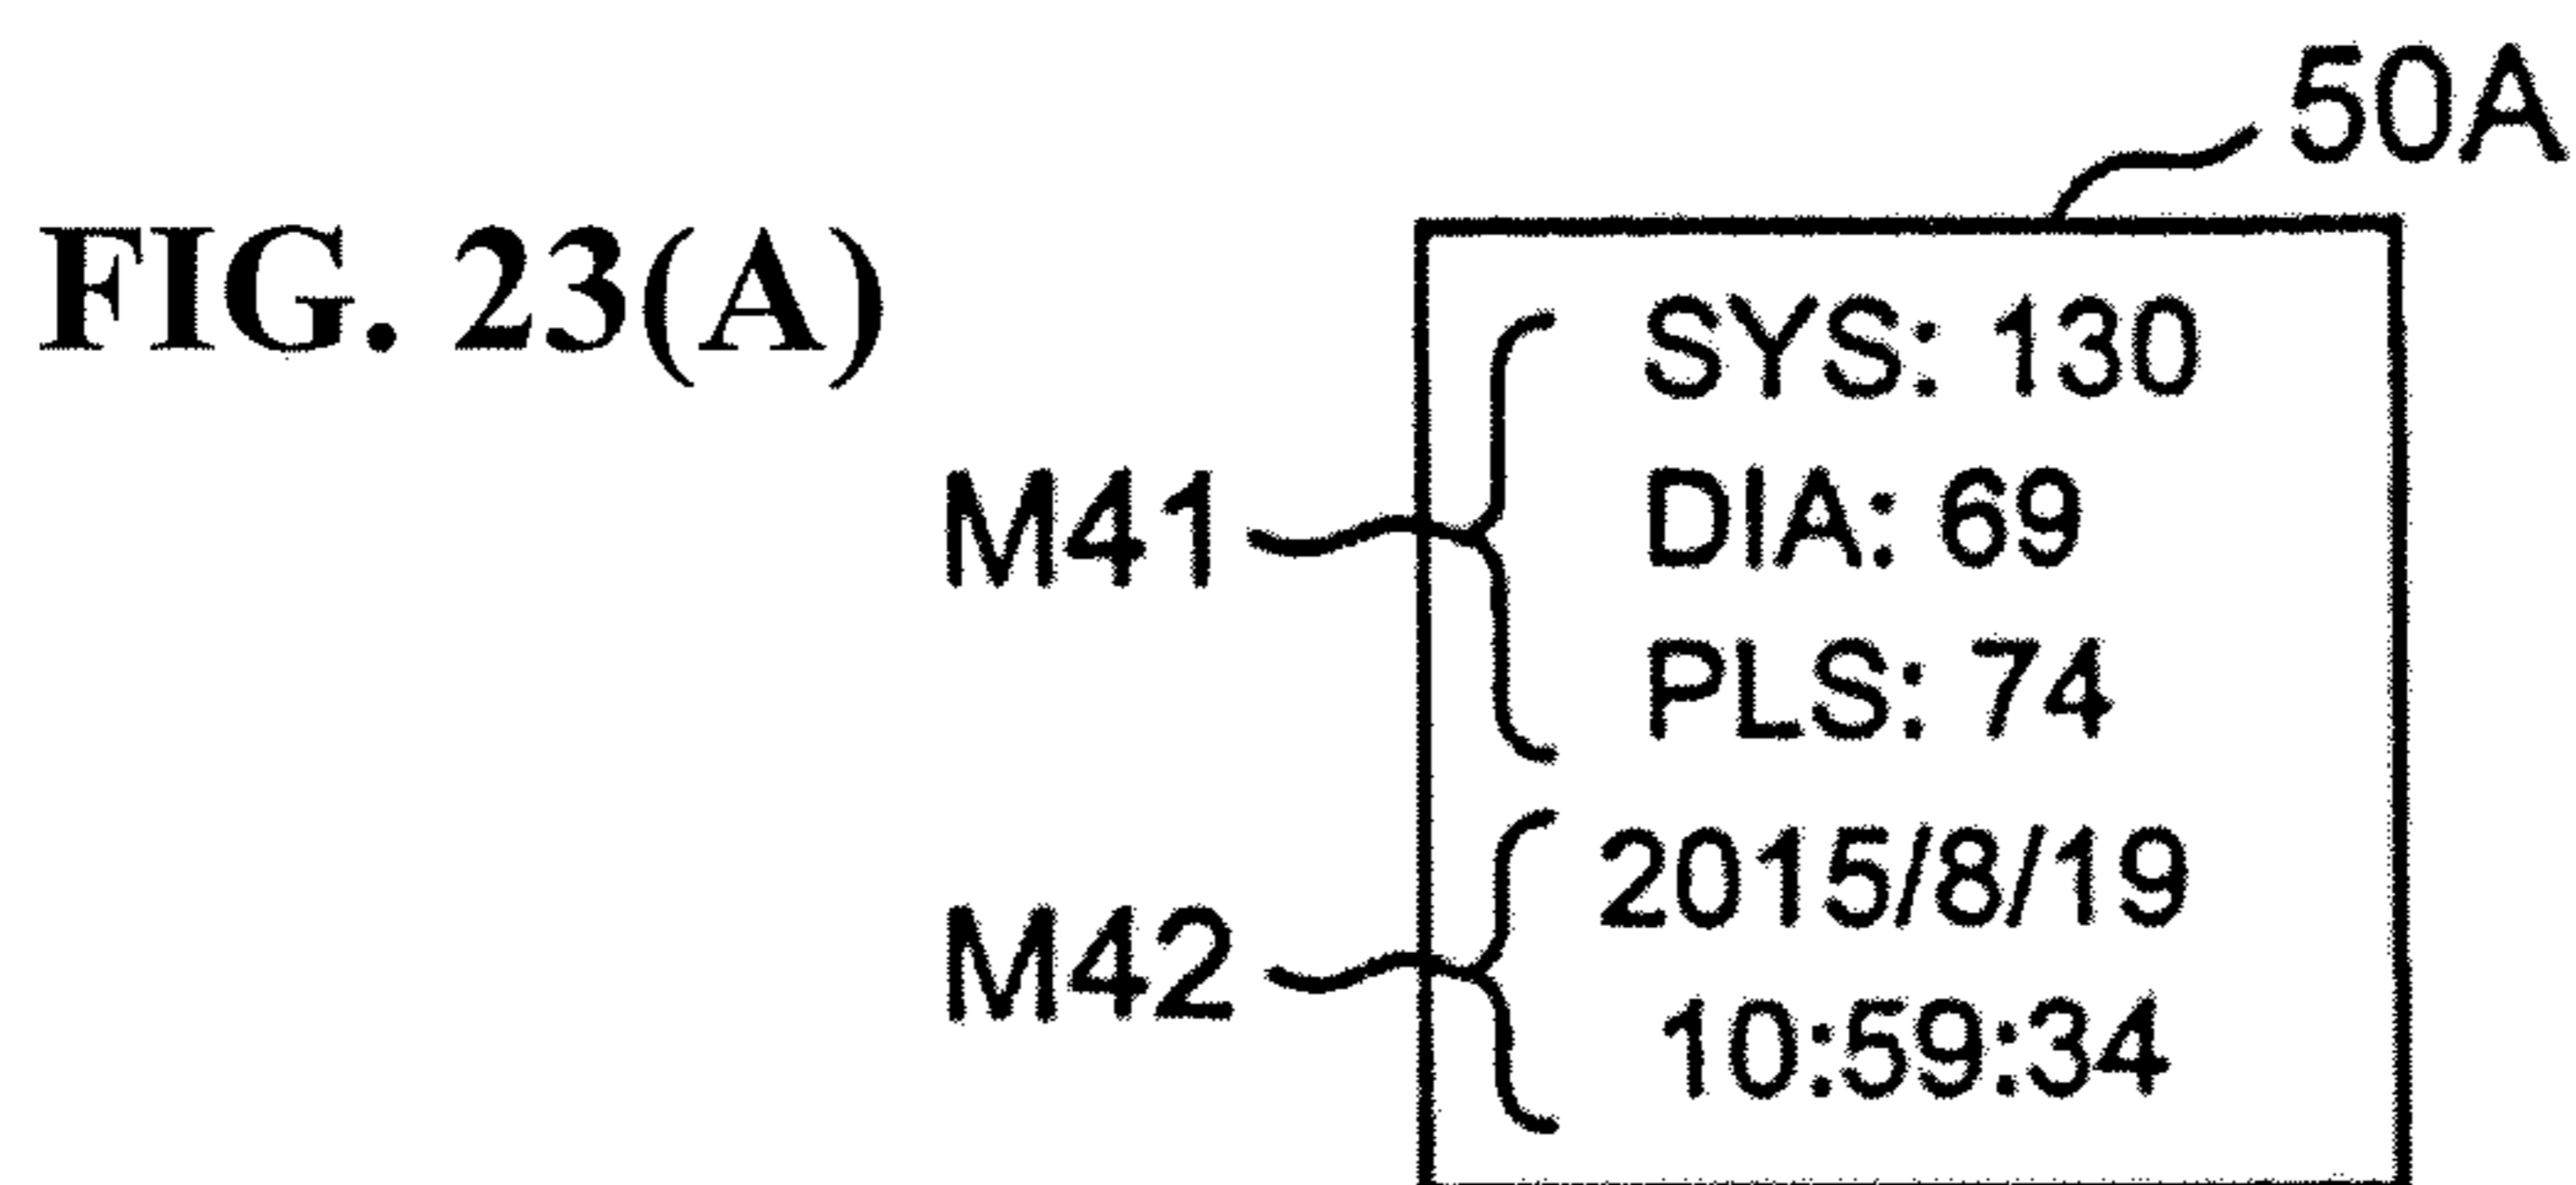 50A
FIG. 23(A)
SYS: 130
M41
DIA: 69
PLS: 74
2015/8/19
M42
10:59:34